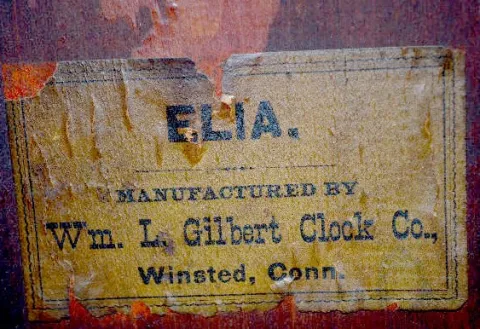 ELIA.
MANUFACTURED BY
Wm. L. Gilbert Clock Co.,
Winsted, Conn.